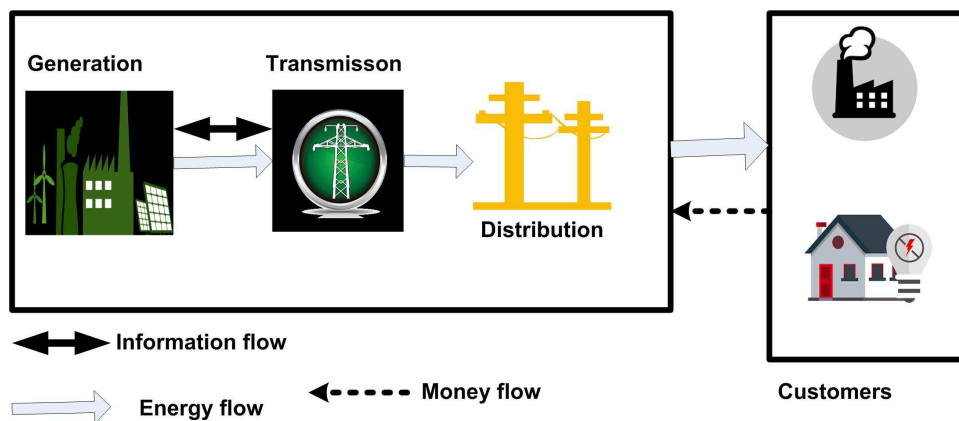 Generation
Transmisson
Distribution
Information flow
Energy flow
Money flow
Customers